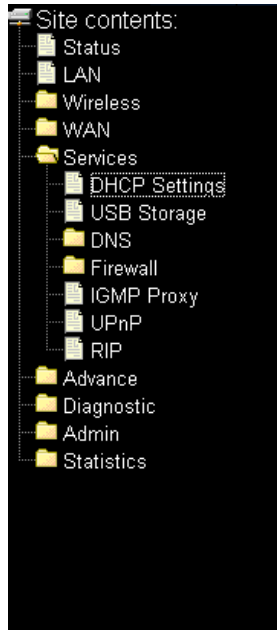 Site contents:
Status
LAN
Wireless
WAN
Services
DHCP Settings
USB Storage
DNS
Firewall
IGMP Proxy
UPnP
RIP
Advance
Diagnostic
Admin
Statistics